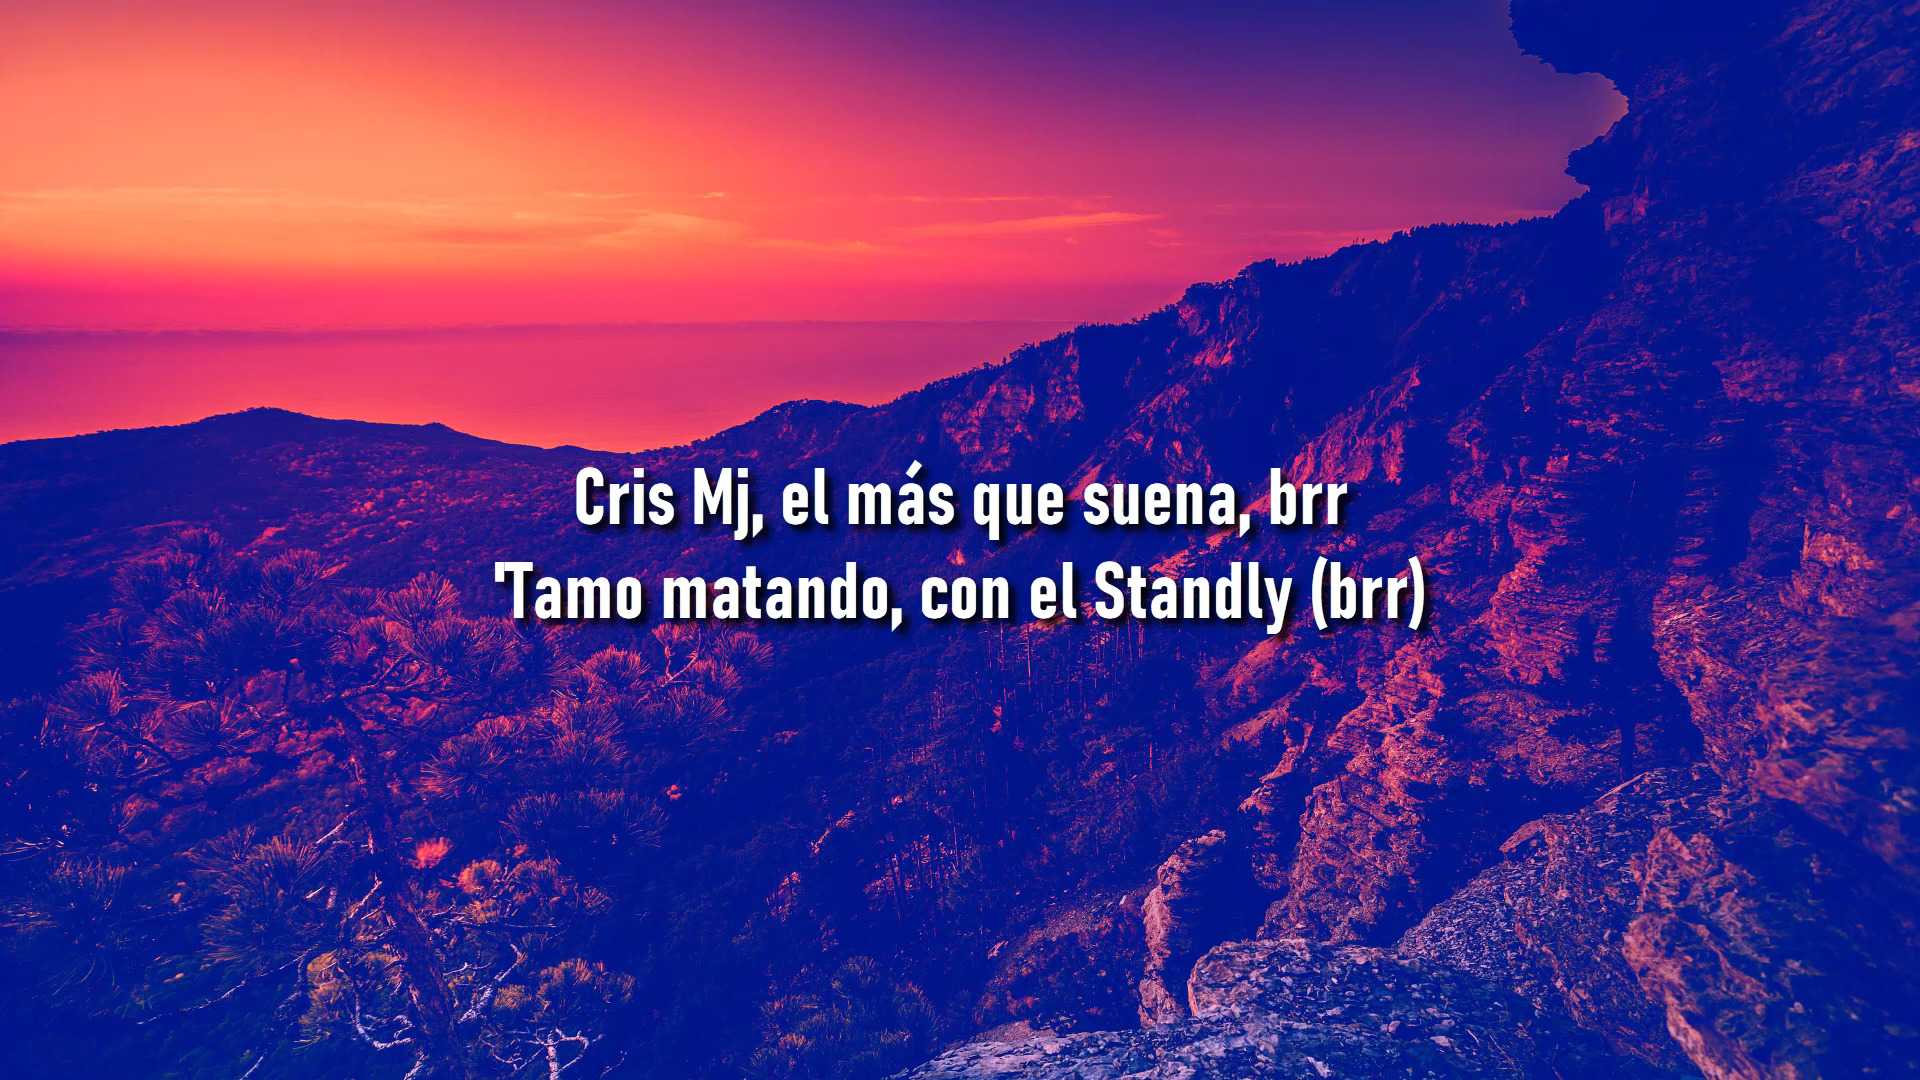 Cris Mj, el más que suena, brr
'Tamo matando, con el Standly (brr)